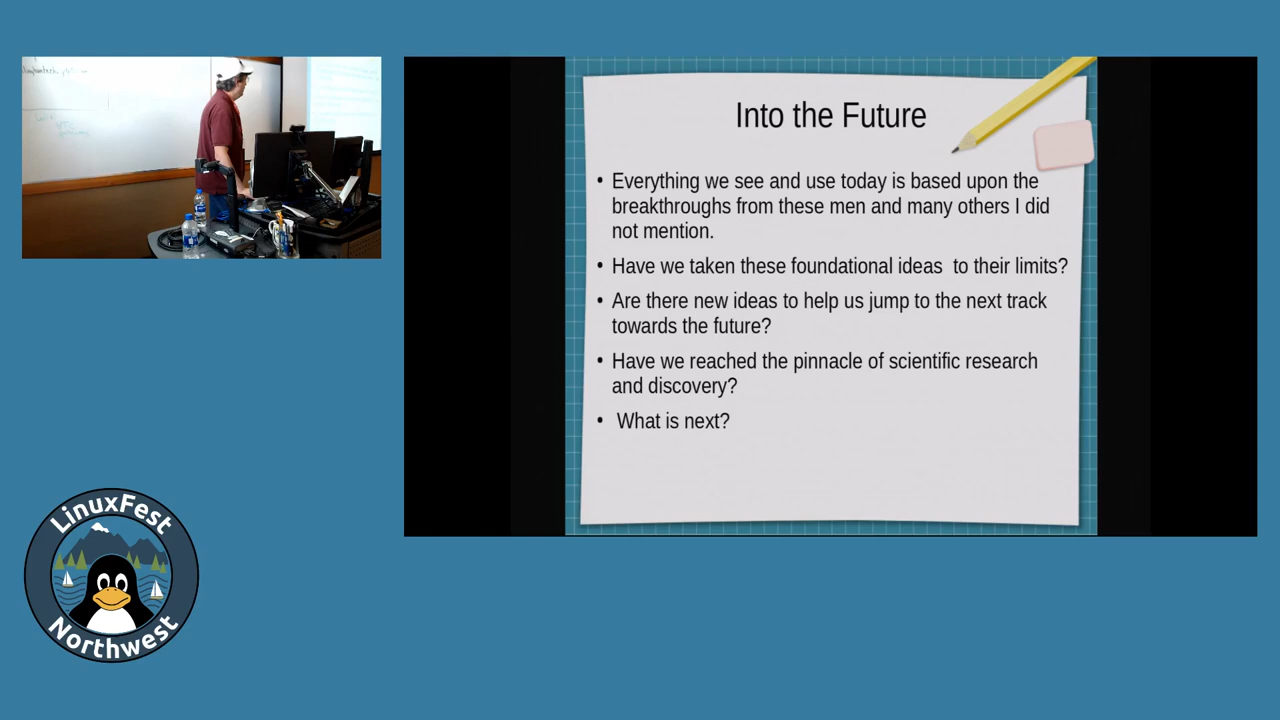 Into the Future
• Everything we see and use today is based upon the
breakthroughs from these men and many others I did
not mention.
• Have we taken these foundational ideas  to their limits?
• Are there new ideas to help us jump to the next track
towards the future?
• Have we reached the pinnacle of scientific research
and discovery?
•  What is next?
LinuxFest
Northwest